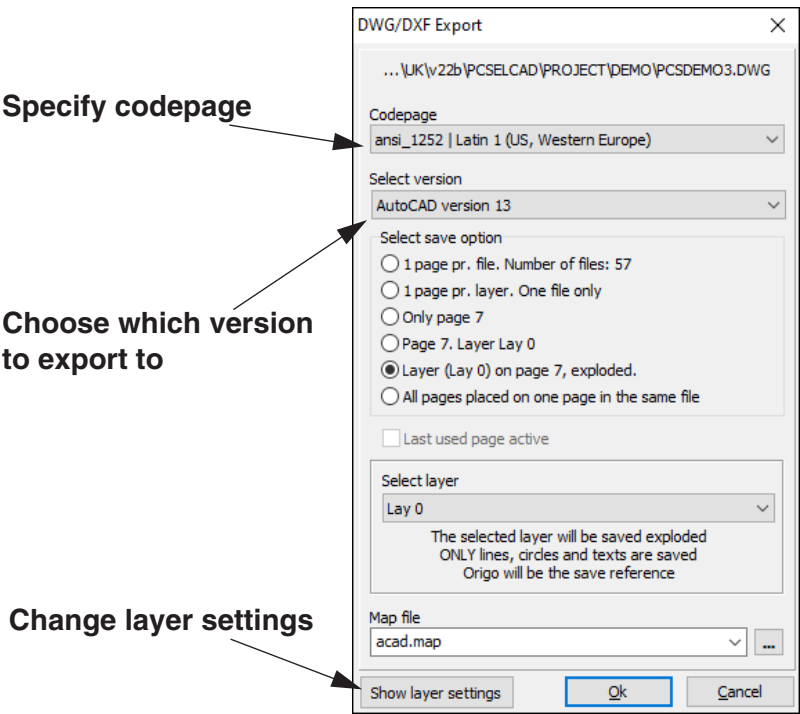 DWG/DXF Export
...\UK\v22b\PCSELCAD\PROJECT\DEMO\PCSDEMO3.DWG
Specify codepage
Codepage
ansi_1252 | Latin 1 (US, Western Europe)
Select version
AutoCAD version 13
Select save option
1 page pr. file. Number of files: 57
1 page pr. layer. One file only
Choose which version
to export to
Only page 7
Page 7. Layer Lay 0
Layer (Lay 0) on page 7, exploded.
All pages placed on one page in the same file
Last used page active
Select layer
Lay 0
The selected layer will be saved exploded
ONLY lines, circles and texts are saved
Origo will be the save reference
Change layer settings
Map file
acad.map
...
Show layer settings
Ok
Cancel